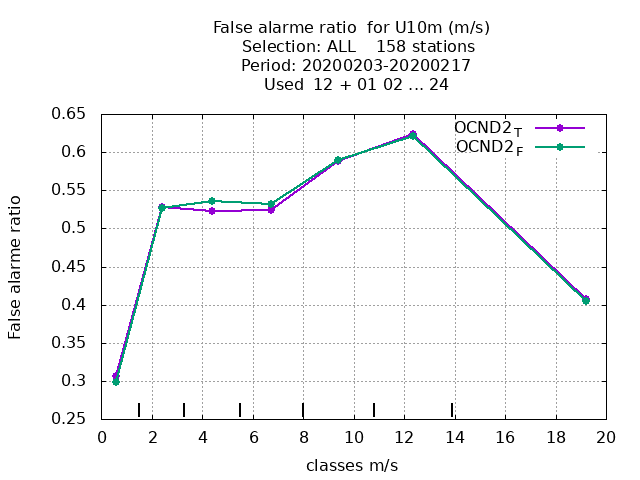 False alarme ratio  for U10m (m/s)
Selection: ALL    158 stations
Period: 20200203-20200217
Used  12 + 01 02 ... 24
OCND2_T
OCND2_F
False alarme ratio
0.65
0.6
0.55
0.5
0.45
0.4
0.35
0.3
0.25
0 2 4 6 8 10 12 14 16 18 20
classes m/s